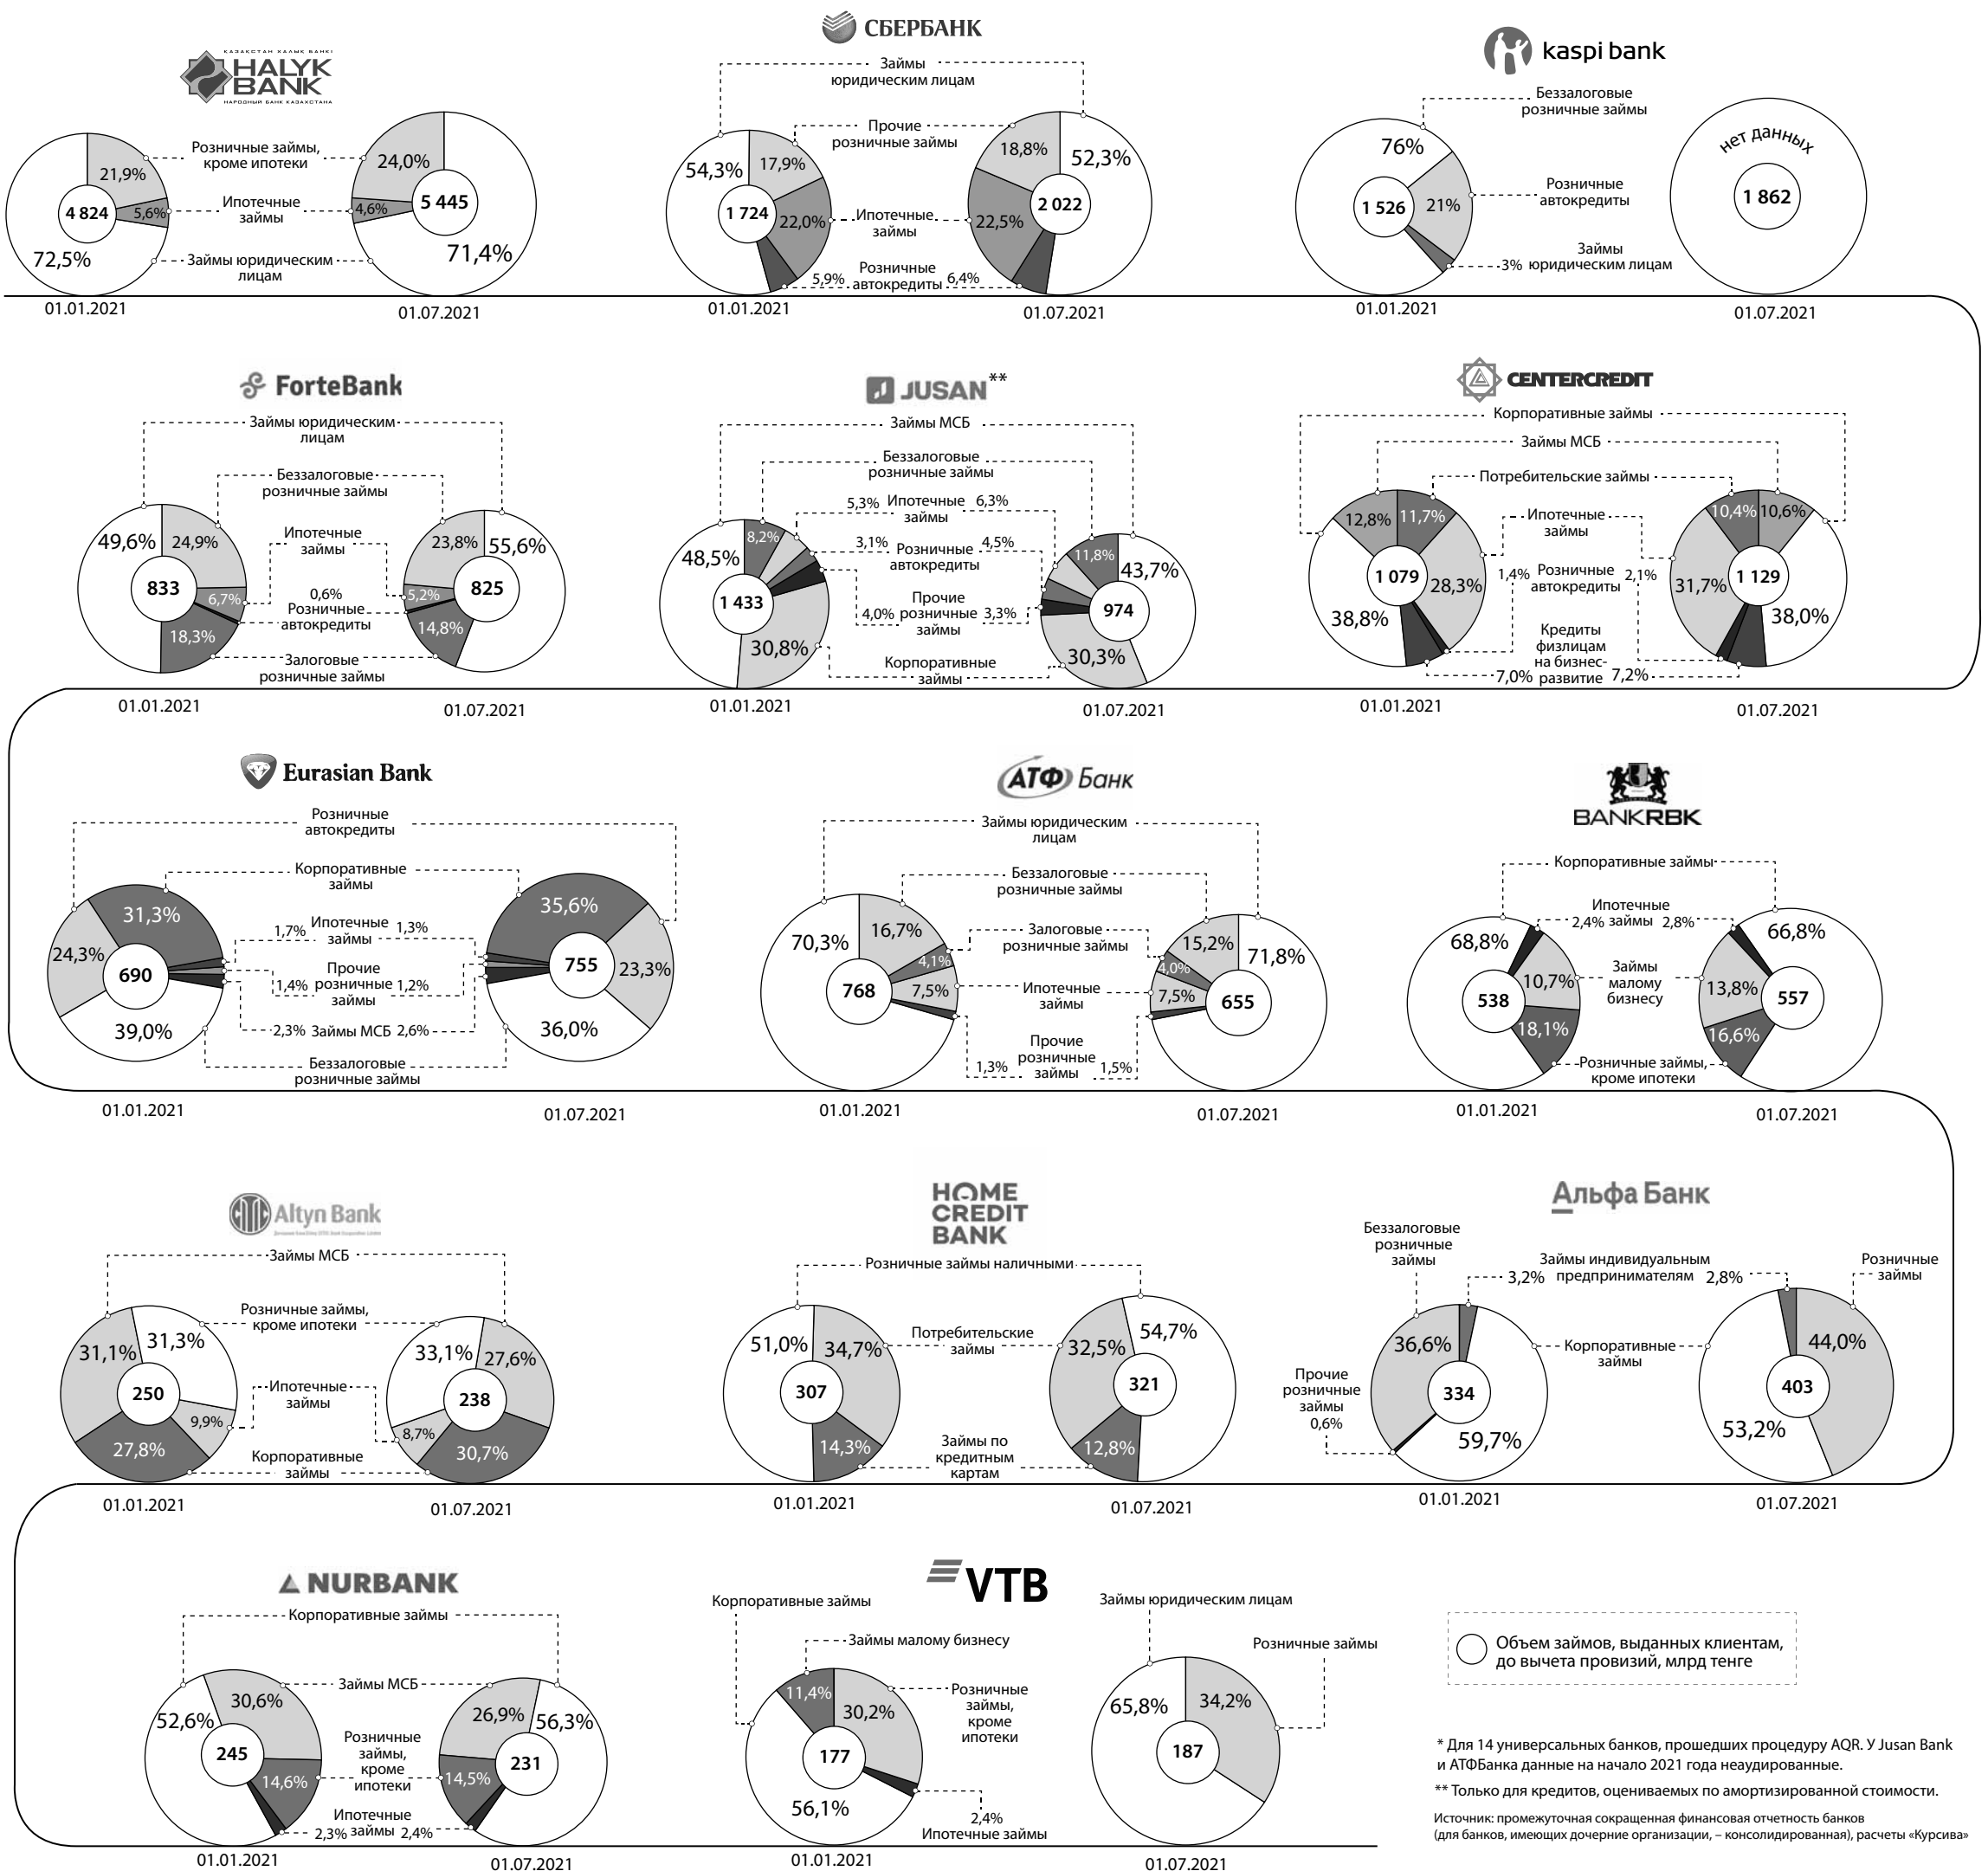 КАЗАКСТАН ХАЛЫК БАНКI
HALYK
BANK
НАРОДНЫЙ БАНК КАЗАХСТАНА
Розничные займы,
кроме ипотеки
Ипотечные
займы
Займы юридическим
лицам
21,9%
5,6%
72,5%
4 824
24,0%
4,6%
71,4%
5 445
01.01.2021
01.07.2021
СБЕРБАНК
Займы
юридическим лицам
Прочие
розничные займы
Ипотечные
займы
Розничные
автокредиты
54,3%
17,9%
22,0%
5,9%
1 724
18,8%
52,3%
22,5%
6,4%
2 022
01.01.2021
01.07.2021
kaspi bank
Беззалоговые
розничные займы
Розничные
автокредиты
Займы
юридическим лицам
76%
21%
3%
1 526
нет данных
1 862
01.01.2021
01.07.2021
ForteBank
Займы юридическим
лицам
Беззалоговые
розничные займы
Ипотечные
займы
0,6%
Розничные
автокредиты
Залоговые
розничные займы
49,6%
24,9%
6,7%
18,3%
833
23,8%
55,6%
5,2%
14,8%
825
01.01.2021
01.07.2021
JUSAN**
Займы МСБ
Беззалоговые
розничные займы
5,3% Ипотечные 6,3%
займы
3,1% Розничные 4,5%
автокредиты
Прочие
4,0% розничные 3,3%
займы
Корпоративные
займы
48,5%
8,2%
30,8%
1 433
11,8%
43,7%
30,3%
974
01.01.2021
01.07.2021
CENTERCREDIT
Корпоративные займы
Займы МСБ
Потребительские займы
Ипотечные
займы
1,4% Розничные 2,1%
автокредиты
Кредиты
физлицам
на бизнес-
7,0% развитие 7,2%
12,8%
11,7%
28,3%
38,8%
1 079
10,4%
10,6%
31,7%
38,0%
1 129
01.01.2021
01.07.2021
Eurasian Bank
Розничные
автокредиты
Корпоративные
займы
1,7% Ипотечные 1,3%
займы
Прочие
1,4% розничные 1,2%
займы
2,3% Займы МСБ 2,6%
Беззалоговые
розничные займы
31,3%
24,3%
39,0%
690
35,6%
23,3%
36,0%
755
01.01.2021
01.07.2021
АТФ Банк
Займы юридическим
лицам
Беззалоговые
розничные займы
Залоговые
розничные займы
Ипотечные
займы
Прочие
розничные
1,3% займы 1,5%
70,3%
16,7%
4,1%
7,5%
768
15,2%
71,8%
4,0%
7,5%
655
01.01.2021
01.07.2021
BANKRBK
Корпоративные займы
Ипотечные
2,4% займы 2,8%
Займы
малому
бизнесу
Розничные займы,
кроме ипотеки
68,8%
10,7%
18,1%
538
66,8%
13,8%
16,6%
557
01.01.2021
01.07.2021
Altyn Bank
Займы МСБ
Розничные займы,
кроме ипотеки
Ипотечные
займы
Корпоративные
займы
31,1%
31,3%
9,9%
27,8%
250
33,1%
27,6%
8,7%
30,7%
238
01.01.2021
01.07.2021
HOME
CREDIT
BANK
Розничные займы наличными
Потребительские
займы
Займы по
кредитным
картам
51,0%
34,7%
14,3%
307
32,5%
54,7%
12,8%
321
01.01.2021
01.07.2021
Альфа Банк
Беззалоговые
розничные
займы
Займы индивидуальным
3,2% предпринимателям 2,8%
Розничные
займы
Корпоративные
займы
Прочие
розничные
займы
0,6%
36,6%
59,7%
334
44,0%
53,2%
403
01.01.2021
01.07.2021
NURBANK
Корпоративные займы
Займы МСБ
Розничные
займы,
кроме
ипотеки
Ипотечные
2,3% займы 2,4%
52,6%
30,6%
14,6%
245
26,9%
56,3%
14,5%
231
01.01.2021
01.07.2021
VTB
Корпоративные займы
Займы малому бизнесу
Розничные
займы,
кроме
ипотеки
2,4%
Ипотечные займы
11,4%
30,2%
56,1%
177
Займы юридическим лицам
Розничные займы
65,8%
34,2%
187
01.01.2021
01.07.2021
Объем займов, выданных клиентам,
до вычета провизий, млрд тенге
* Для 14 универсальных банков, прошедших процедуру AQR. У Jusan Bank
и АТФБанка данные на начало 2021 года неаудированные.
** Только для кредитов, оцениваемых по амортизированной стоимости.
Источник: промежуточная сокращенная финансовая отчетность банков
(для банков, имеющих дочерние организации, – консолидированная), расчеты «Курсива»